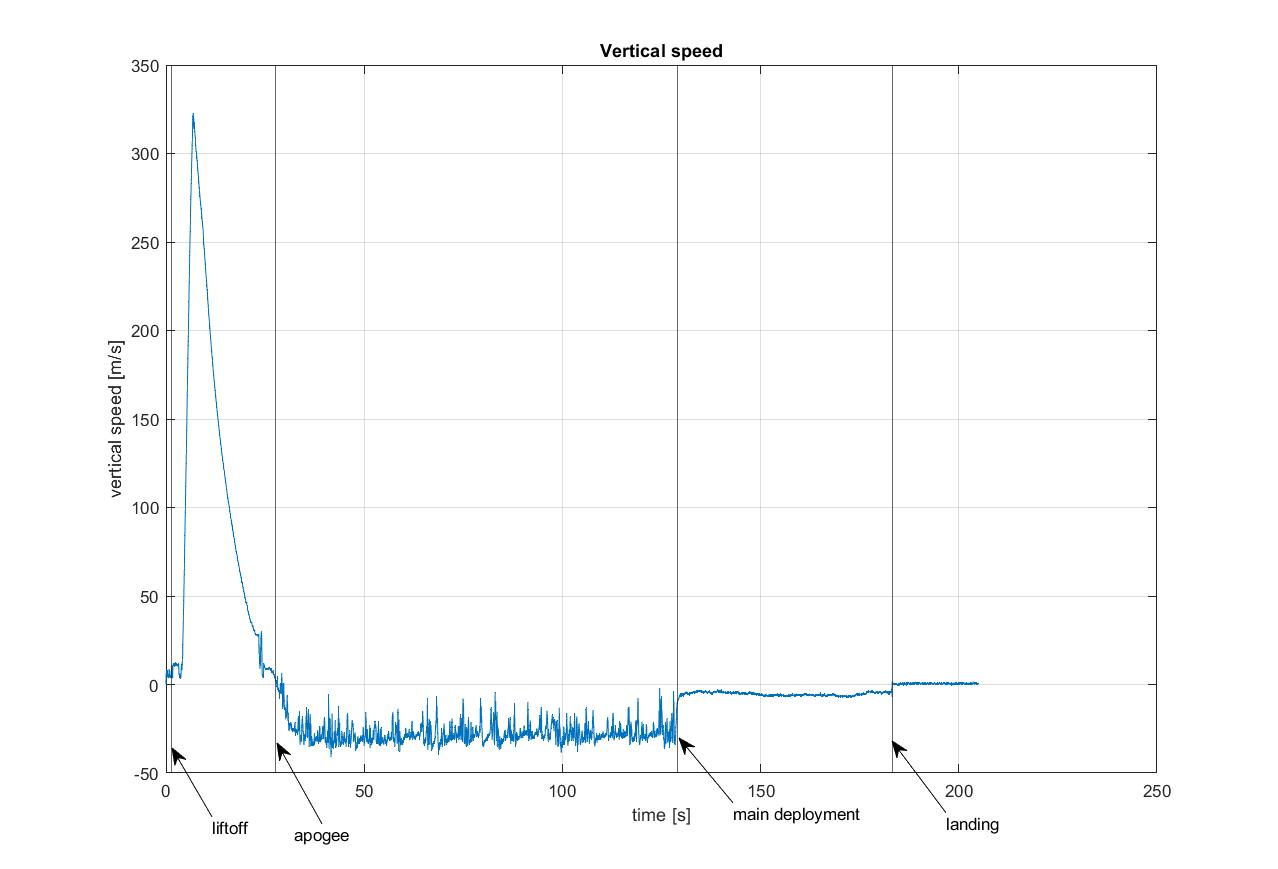 Vertical speed
350
300
250
200
150
100
50
0
-50
vertical speed [m/s]
0
50
100
150
200
250
time [s]
liftoff
apogee
main deployment
landing